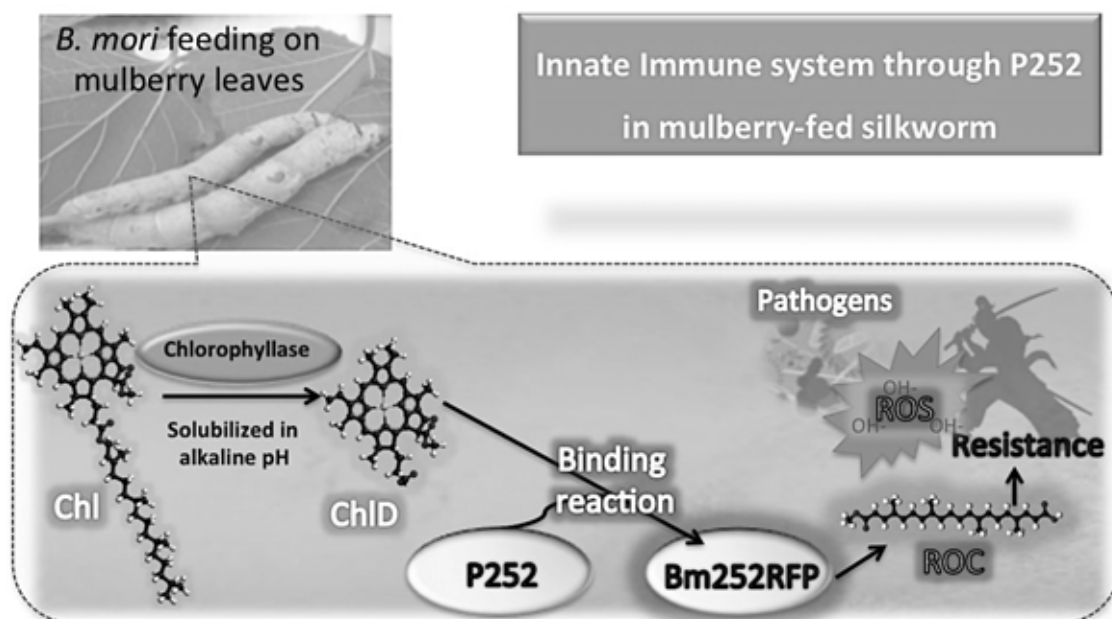 B. mori feeding on
mulberry leaves
Innate Immune system through P252
in mulberry-fed silkworm
Pathogens
Chlorophyllase
Solubilized in
alkaline pH
Chl
ChlD
Binding
reaction
P252
Bm252RFP
OH-
ROS
OH-
OH-
Resistance
ROC